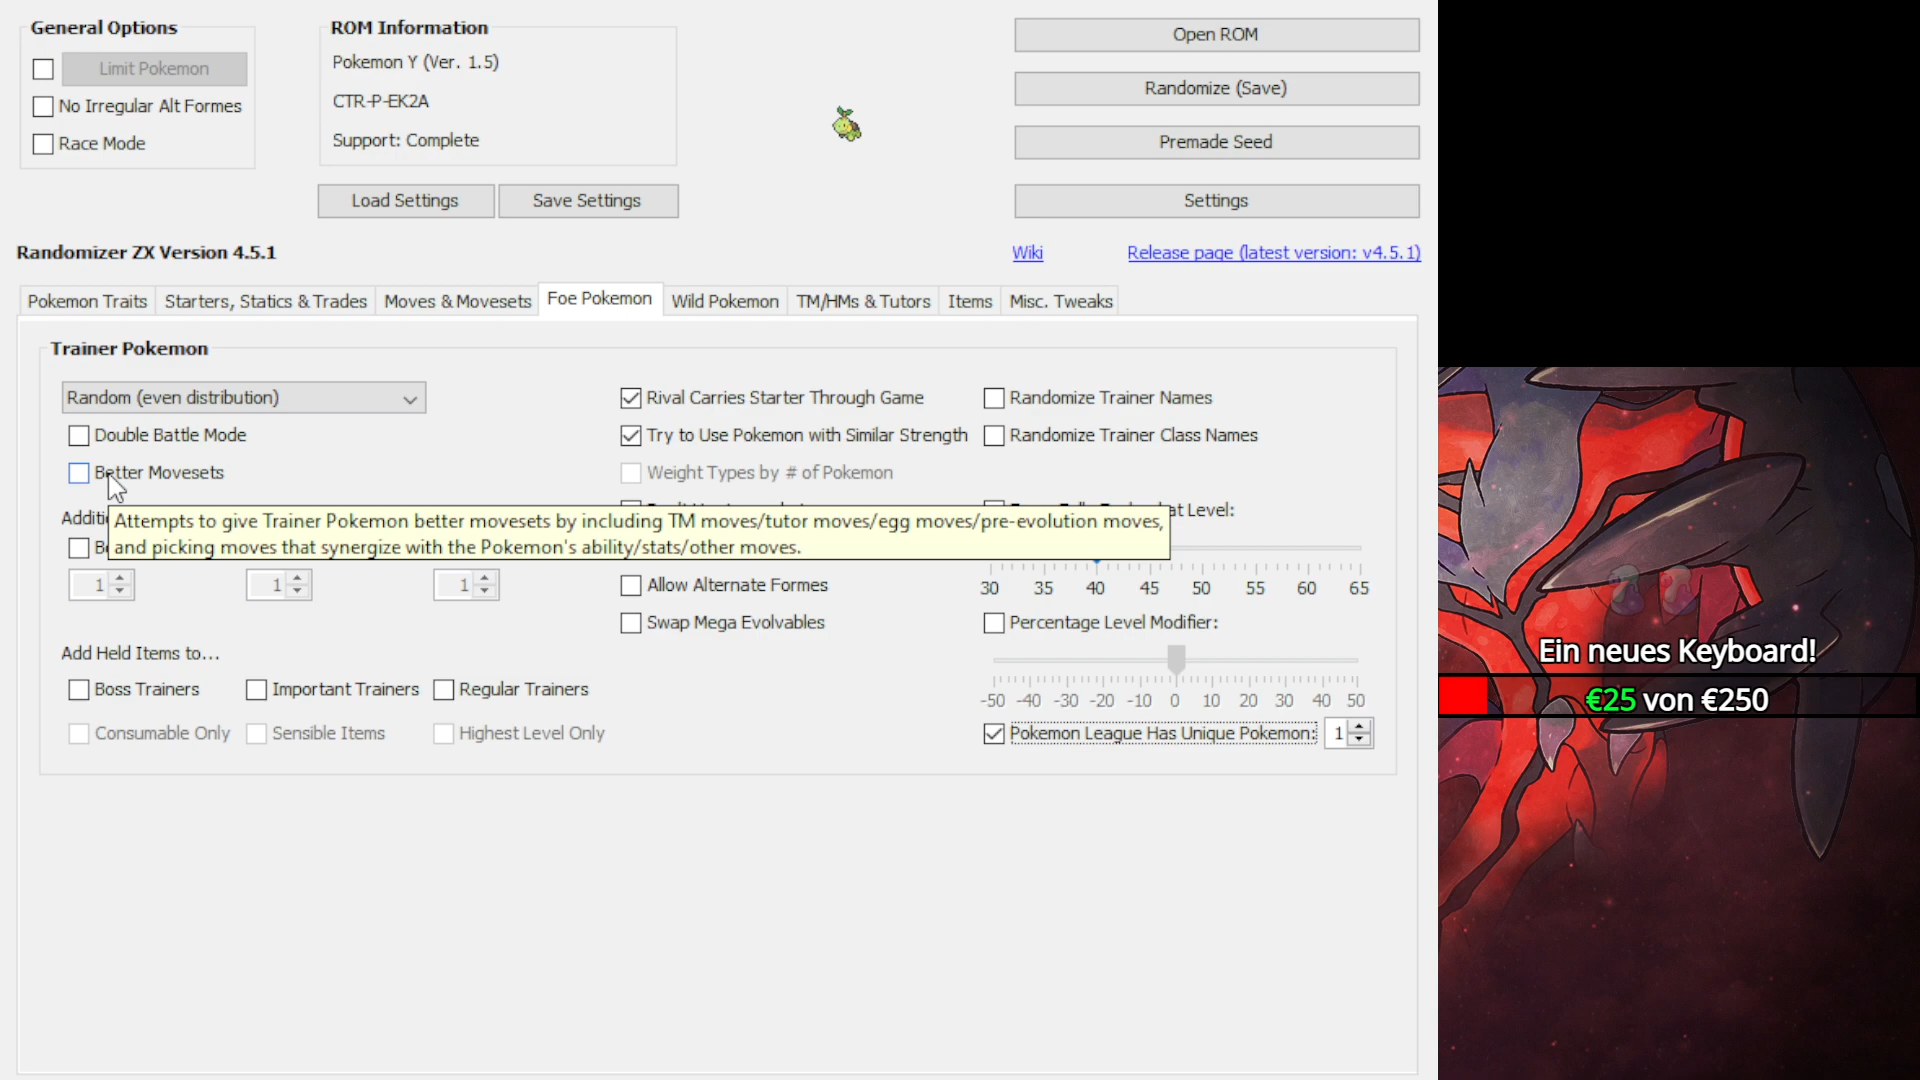 General Options
Limit Pokemon
No Irregular Alt Formes
Race Mode
ROM Information
Pokemon Y (Ver. 1.5)
CTR-P-EK2A
Support: Complete
Load Settings
Save Settings
Open ROM
Randomize (Save)
Premade Seed
Settings
Randomizer ZX Version 4.5.1
Wiki
Release page (latest version: v4.5.1)
Pokemon Traits
Starters, Statics & Trades
Moves & Movesets
Foe Pokemon
Wild Pokemon
TM/HMs & Tutors
Items
Misc. Tweaks
Trainer Pokemon
Random (even distribution)
Double Battle Mode
Better Movesets
Rival Carries Starter Through Game
Try to Use Pokemon with Similar Strength
Weight Types by # of Pokemon
Randomize Trainer Names
Randomize Trainer Class Names
at Level:
Attempts to give Trainer Pokemon better movesets by including TM moves/tutor moves/egg moves/pre-evolution moves,
and picking moves that synergize with the Pokemon's ability/stats/other moves.
1
1
1
Allow Alternate Formes
Swap Mega Evolvables
30 35 40 45 50 55 60 65
Percentage Level Modifier:
-50 -40 -30 -20 -10 0 10 20 30 40 50
Pokemon League Has Unique Pokemon:
1
Add Held Items to...
Boss Trainers
Important Trainers
Regular Trainers
Consumable Only
Sensible Items
Highest Level Only
Ein neues Keyboard!
€25 von €250